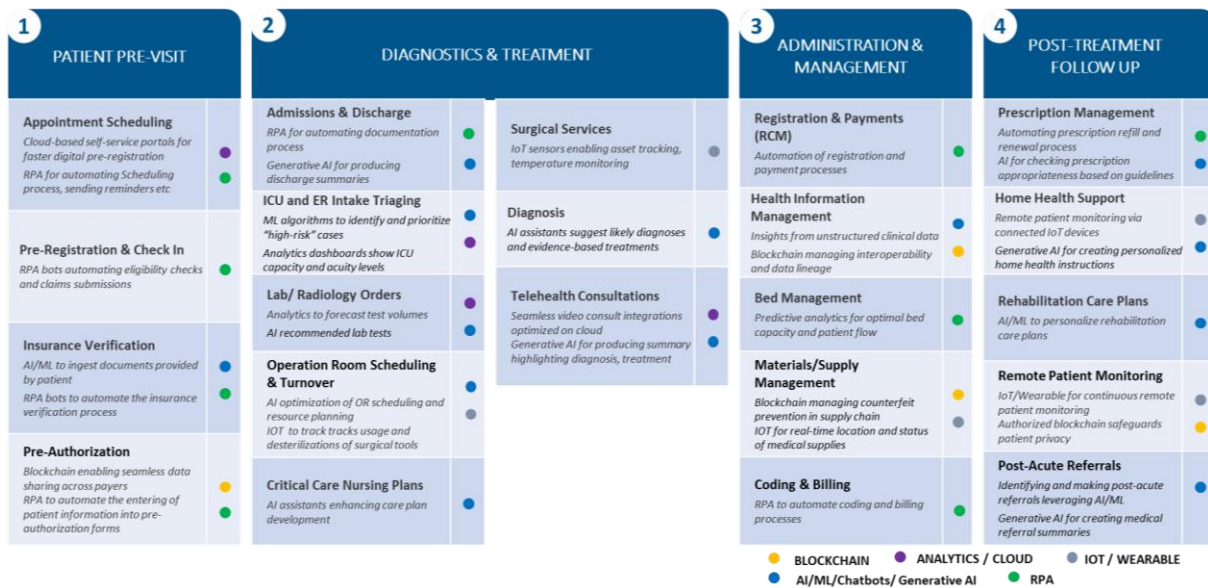 1
PATIENT PRE-VISIT
Appointment Scheduling
Cloud-based self-service portals for
faster digital pre-registration
RPA for automating Scheduling
process, sending reminders etc
Pre-Registration & Check In
RPA bots automating eligibility checks
and claims submissions
Insurance Verification
AI/ML to ingest documents provided
by patient
RPA bots to automate the insurance
verification process
Pre-Authorization
Blockchain enabling seamless data
sharing across payers
RPA to automate the entering of
patient information into pre-
authorization forms
2
DIAGNOSTICS & TREATMENT
Admissions & Discharge
RPA for automating documentation
process
Generative AI for producing
discharge summaries
ICU and ER Intake Triaging
ML algorithms to identify and prioritize
"high-risk" cases
Analytics dashboards show ICU
capacity and acuity levels
Lab/ Radiology Orders
Analytics to forecast test volumes
AI recommended lab tests
Operation Room Scheduling
& Turnover
AI optimization of OR scheduling and
resource planning
IOT to track tracks usage and
desterilizations of surgical tools
Critical Care Nursing Plans
AI assistants enhancing care plan
development
Surgical Services
IoT sensors enabling asset tracking,
temperature monitoring
Diagnosis
AI assistants suggest likely diagnoses
and evidence-based treatments
Telehealth Consultations
Seamless video consult integrations
optimized on cloud
Generative AI for producing summary
highlighting diagnosis, treatment
3
ADMINISTRATION &
MANAGEMENT
Registration & Payments
(RCM)
Automation of registration and
payment processes
Health Information
Management
Insights from unstructured clinical data
Blockchain managing interoperability
and data lineage
Bed Management
Predictive analytics for optimal bed
capacity and patient flow
Materials/Supply
Management
Blockchain managing counterfeit
prevention in supply chain
IOT for real-time location and status
of medical supplies
Coding & Billing
RPA to automate coding and billing
processes
4
POST-TREATMENT
FOLLOW UP
Prescription Management
Automating prescription refill and
renewal process
AI for checking prescription
appropriateness based on guidelines
Home Health Support
Remote patient monitoring via
connected IoT devices
Generative AI for creating personalized
home health instructions
Rehabilitation Care Plans
AI/ML to personalize rehabilitation
care plans
Remote Patient Monitoring
IoT/Wearable for continuous remote
patient monitoring
Authorized blockchain safeguards
patient privacy
Post-Acute Referrals
Identifying and making post-acute
referrals leveraging AI/ML
Generative AI for creating medical
referral summaries
BLOCKCHAIN
ANALYTICS / CLOUD
IOT / WEARABLE
AI/ML/Chatbots/ Generative AI
RPA